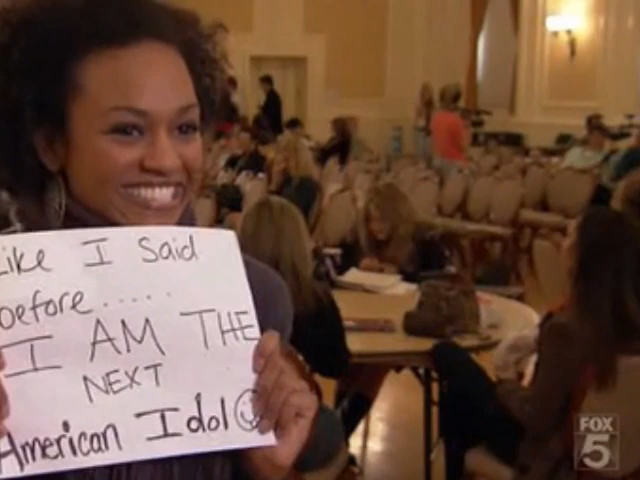 Like I Said
before.....
I AM THE
NEXT
American Idol
FOX
5